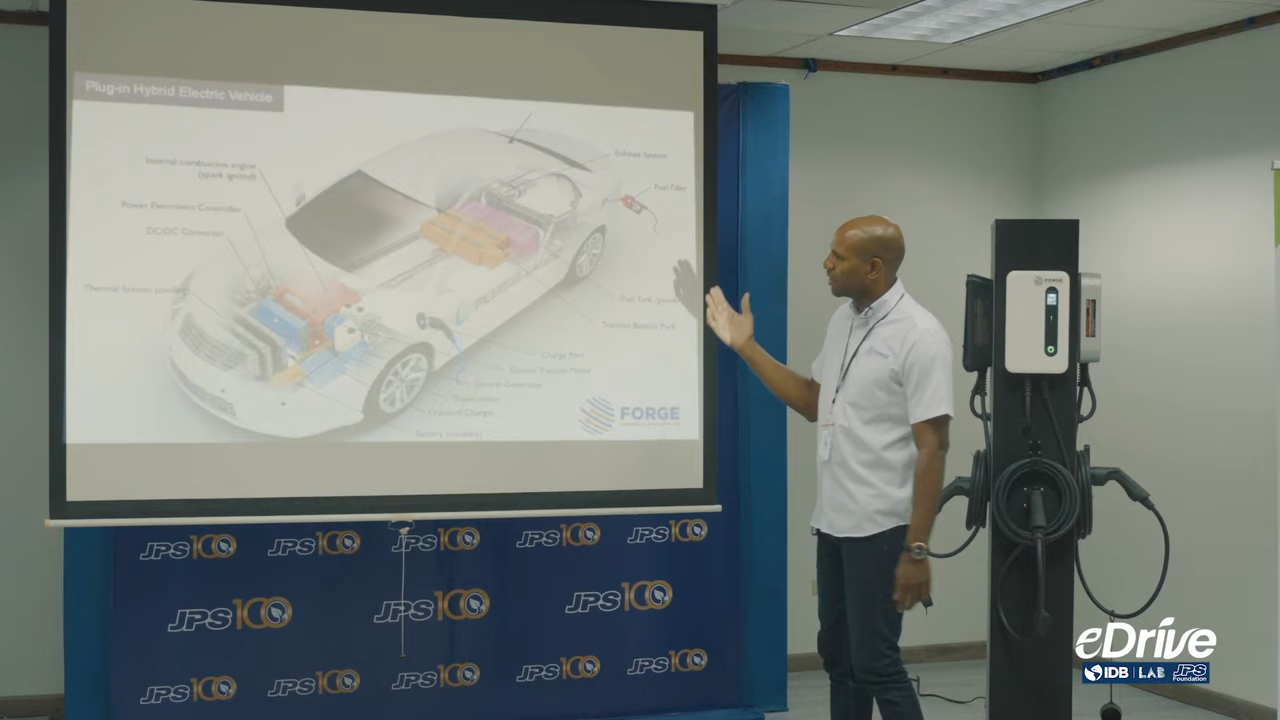 Plug-in Hybrid Electric Vehicle
Internal combustion engine
(spark ignited)
Power Electronics Controller
DC/DC Converter
Thermal System (cooling)
Exhaust System
Fuel Filler
Fuel Tank
Traction Battery Pack
Charge Port
Electric Traction Motor
Electric Generator
Transmission
Onboard Charger
Battery (auxiliary)
FORGE
FORGE
FORGE
JPS100 JPS100 JPS100 JPS100 JPS100
JPS100 JPS100 JPS100
JPS100 JPS100 JPS100 JPS100 JPS100
eDrive
IDB | LAB JPS
Foundation